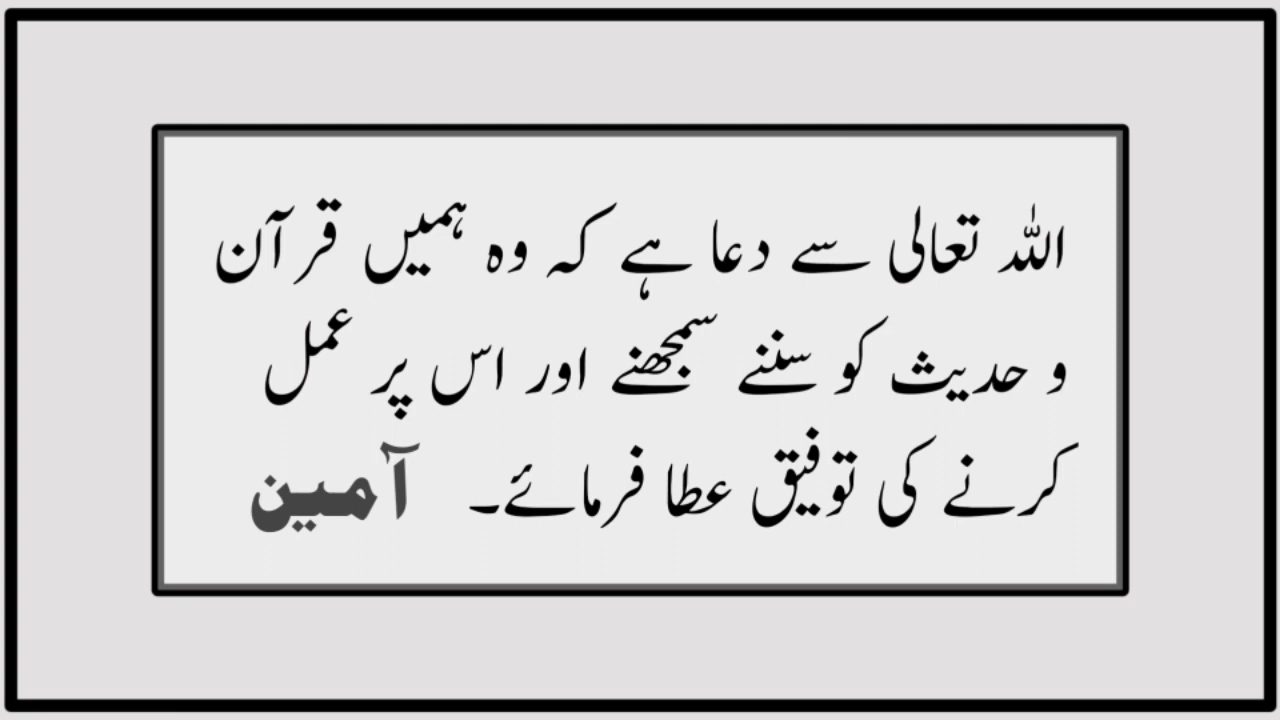 اللہ تعالی سے دعا ہے کہ وہ ہمیں قرآن
و حدیث کو سننے سمجھنے اور اس پر عمل
کرنے کی توفیق عطا فرمائے۔ آمین